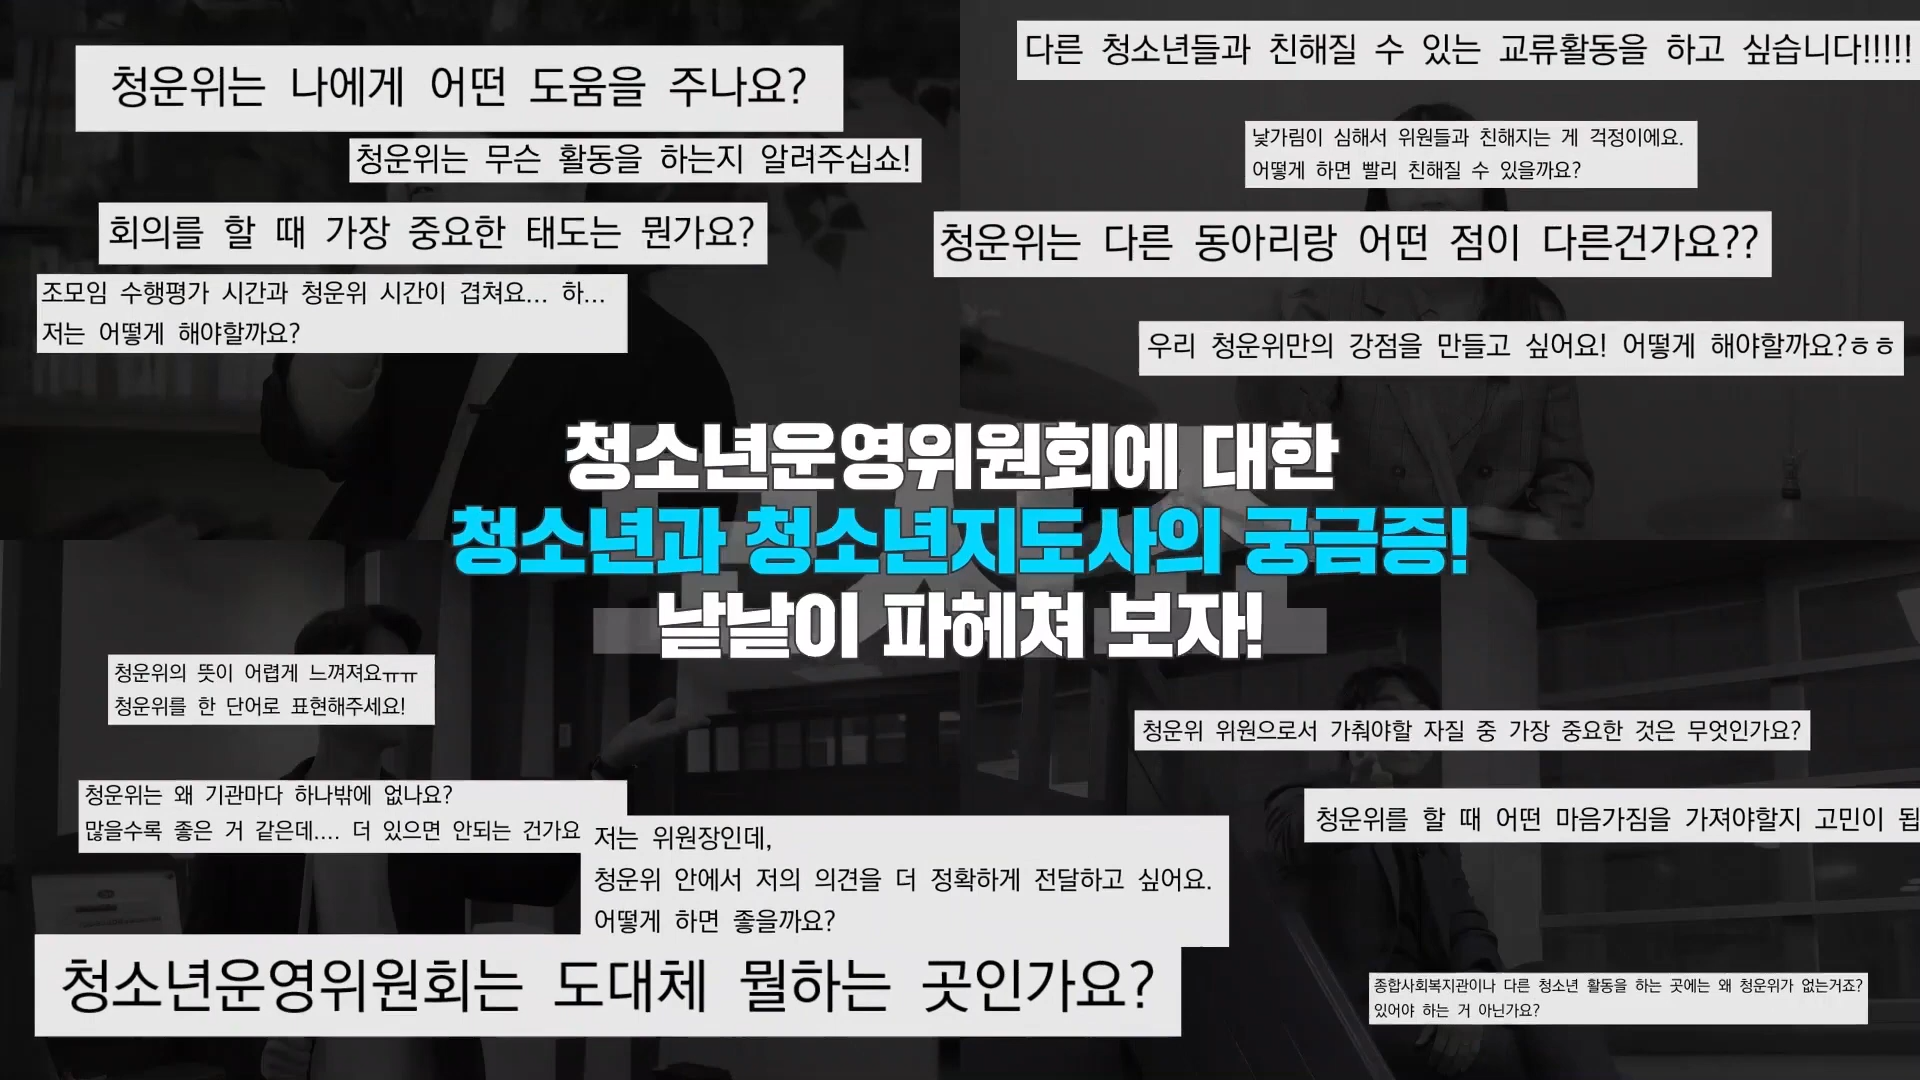 청운위는 나에게 어떤 도움을 주나요?
청운위는 무슨 활동을 하는지 알려주십쇼!
회의를 할 때 가장 중요한 태도는 뭔가요?
조모임 수행평가 시간과 청운위 시간이 겹쳐요... 하...
저는 어떻게 해야할까요?
다른 청소년들과 친해질 수 있는 교류활동을 하고 싶습니다!!!!!
낯가림이 심해서 위원들과 친해지는 게 걱정이에요.
어떻게 하면 빨리 친해질 수 있을까요?
청운위는 다른 동아리랑 어떤 점이 다른건가요??
우리 청운위만의 강점을 만들고 싶어요! 어떻게 해야할까요?ㅎㅎ
청소년운영위원회에 대한
청소년과 청소년지도사의 궁금증!
낱낱이 파헤쳐 보자!
청운위의 뜻이 어렵게 느껴져요ㅠㅠ
청운위를 한 단어로 표현해주세요!
청운위는 왜 기관마다 하나밖에 없나요?
많을수록 좋은 거 같은데.... 더 있으면 안되는 건가요
저는 위원장인데,
청운위 안에서 저의 의견을 더 정확하게 전달하고 싶어요.
어떻게 하면 좋을까요?
청소년운영위원회는 도대체 뭘하는 곳인가요?
청운위 위원으로서 가춰야할 자질 중 가장 중요한 것은 무엇인가요?
청운위를 할 때 어떤 마음가짐을 가져야할지 고민이 됩
종합사회복지관이나 다른 청소년 활동을 하는 곳에는 왜 청운위가 없는거죠?
있어야 하는 거 아닌가요?